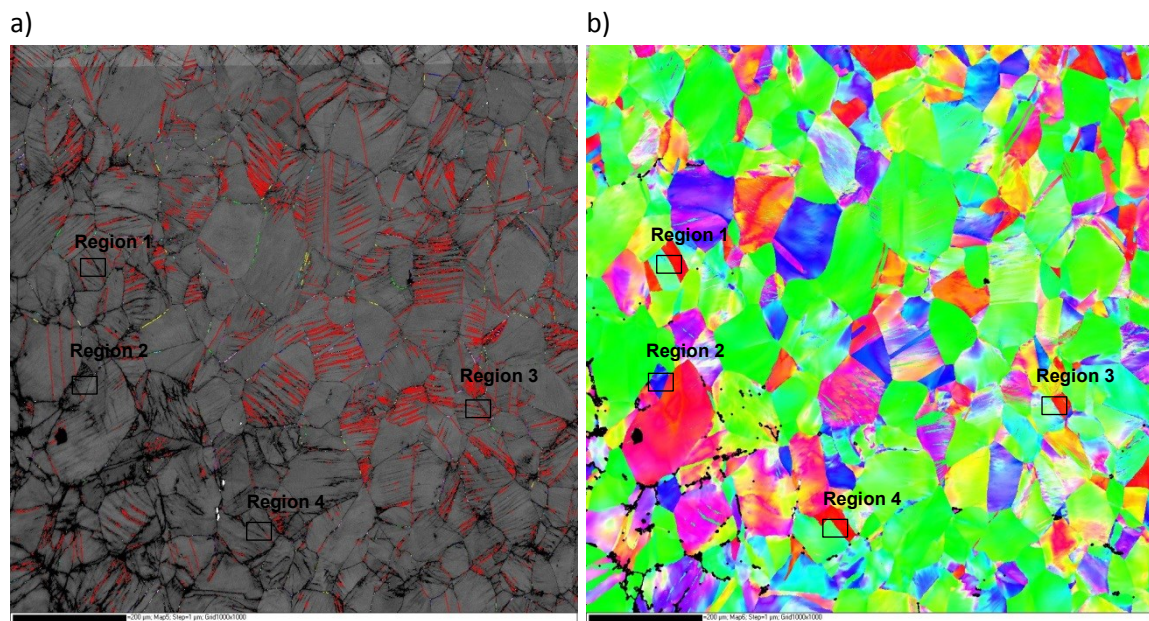 a)
b)
Region 1
Region 2
Region 3
Region 4
Region 1
Region 2
Region 3
Region 4
=200 µm; Map5; Step=1 µm; Grid1000x1000
=200 µm; Map6; Step=1 µm; Grid1000x1000